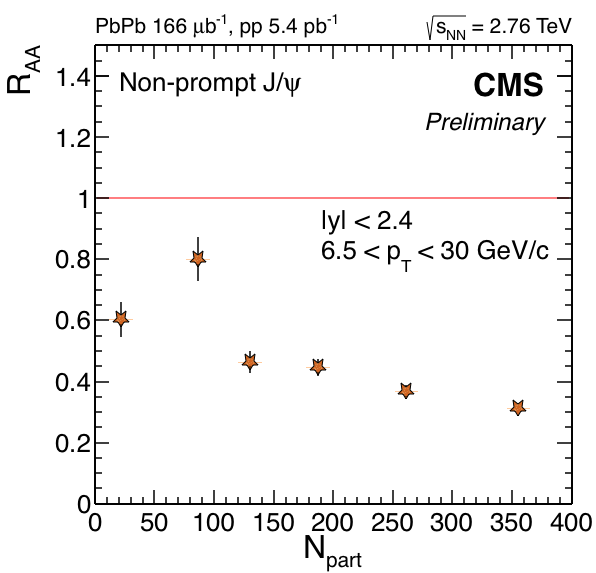 PbPb 166 μb⁻¹, pp 5.4 pb⁻¹
√s_NN = 2.76 TeV
R_AA
Non-prompt J/ψ
CMS
Preliminary
|y| < 2.4
6.5 < p_T < 30 GeV/c
1.4
1.2
1
0.8
0.6
0.4
0.2
0
0 50 100 150 200 250 300 350 400
N_part